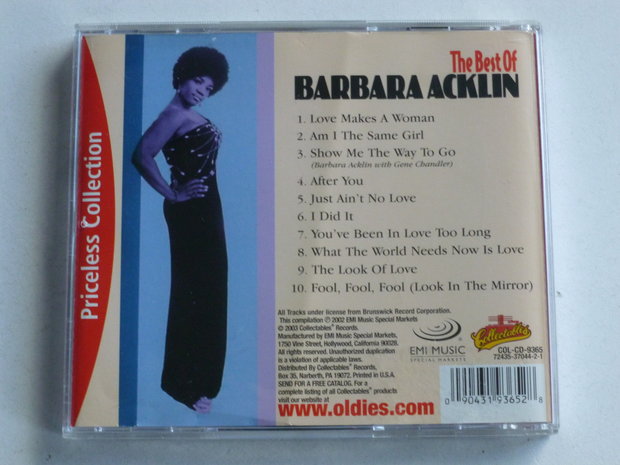 Priceless Collection
The Best Of
BARBARA ACKLIN
1. Love Makes A Woman
2. Am I The Same Girl
3. Show Me The Way To Go
(Barbara Acklin with Gene Chandler)
4. After You
5. Just Ain't No Love
6. I Did It
7. You've Been In Love Too Long
8. What The World Needs Now Is Love
9. The Look Of Love
10. Fool, Fool, Fool (Look In The Mirror)
All Tracks under license from Brunswick Record Corporation.
This compilation ℗ 2002 EMI Music Special Markets
© 2003 Collectables® Records.
Manufactured by EMI Music Special Markets,
1750 Vine Street, Hollywood, California 90028.
All rights reserved. Unauthorized duplication
is a violation of applicable laws.
Distributed By Collectables® Records,
Box 35, Narberth, PA 19072. Printed in U.S.A.
SEND FOR A FREE CATALOG. For a
complete listing of all Collectables® products
visit our website at
www.oldies.com
EMI MUSIC
SPECIAL MARKETS
Collectables
COL-CD-9365
72435-37044-2-1
0 90431 93652 8